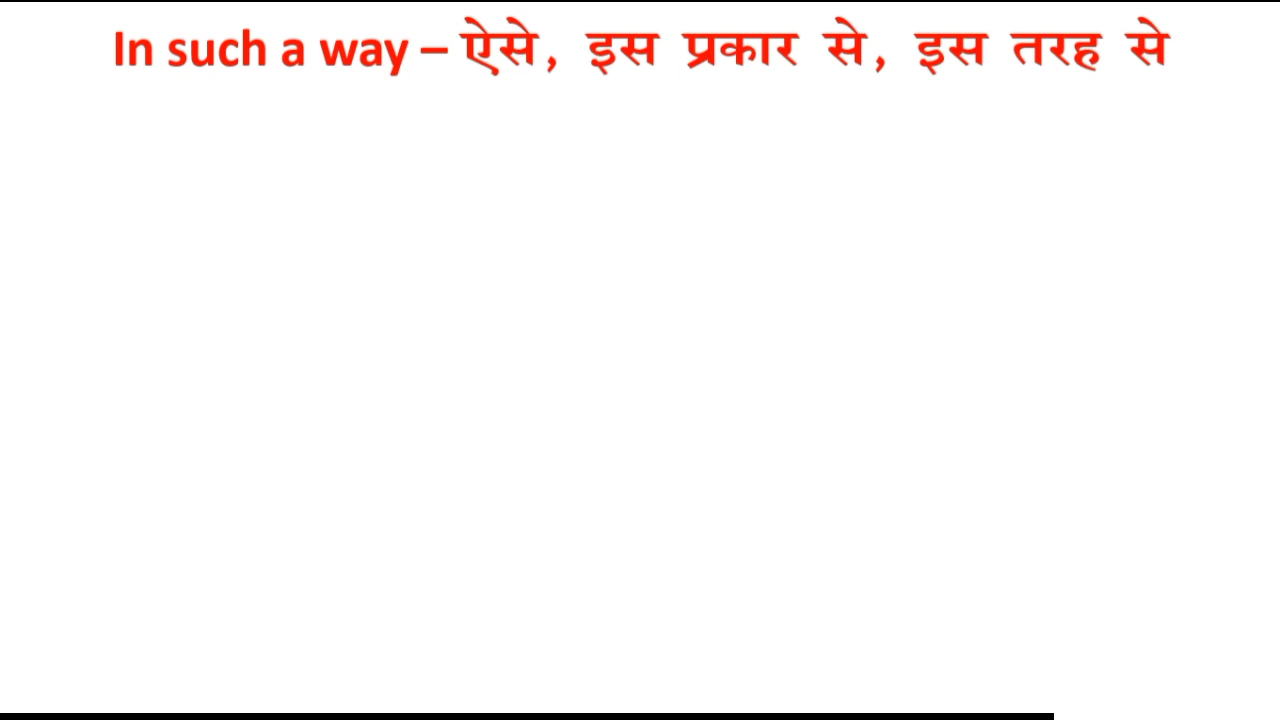 In such a way – ऐसे, इस प्रकार से, इस तरह से